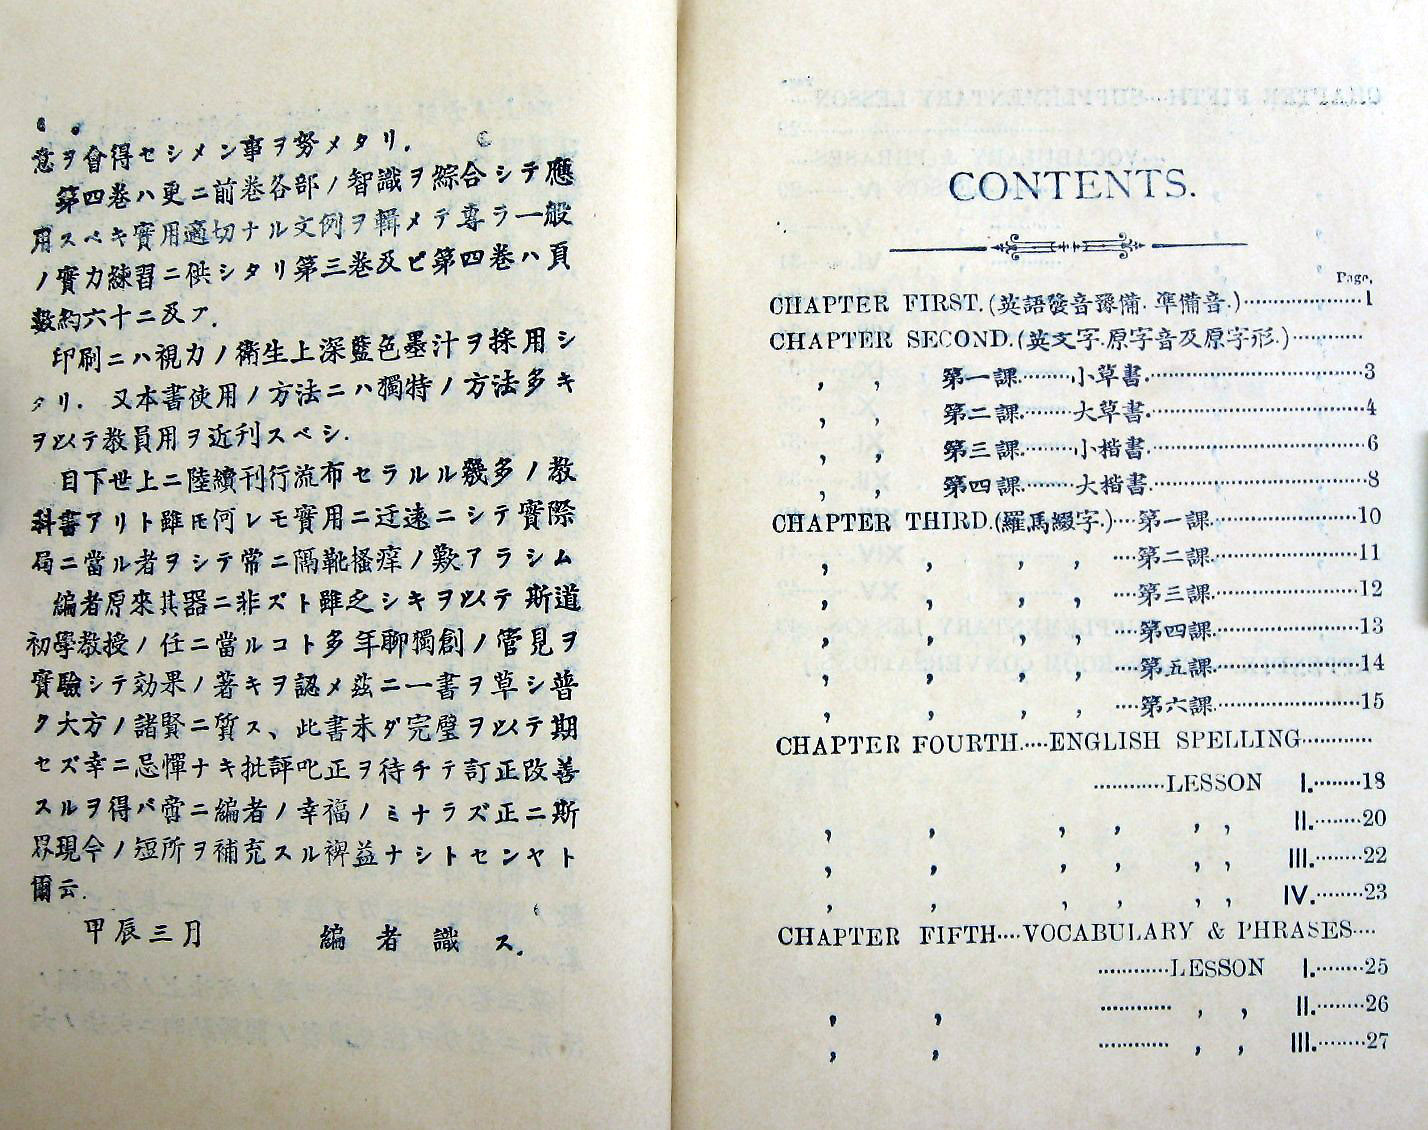 意ヲ會得セシメン事ヲ努メタリ.
第四巻ハ更ニ前巻各部ノ智識ヲ綜合シテ應
用スベキ實用適切ナル文例ヲ輯メテ專ラ一般
ノ實力練習ニ供シタリ第三巻及ビ第四巻ハ頁
數約六十ニ及ブ.
印刷ニハ視力ノ衛生上深藍色墨汁ヲ採用シ
タリ. 又本書使用ノ方法ニハ獨特ノ方法多キ
ヲ以テ教員用ヲ近刊スベシ.
目下世上ニ陸續刊行流布セラルル幾多ノ教
科書アリト雖モ何レモ實用ニ迂遠ニシテ實際
局ニ當ル者ヲシテ常ニ隔靴搔痒ノ歎アラシム
編者原來其器ニ非ズト雖乏シキヲ以テ斯道
初學教授ノ任ニ當ルコト多年聊獨創ノ管見ヲ
實驗シテ効果ノ著キヲ認メ茲ニ一書ヲ草シ普
ク大方ノ諸賢ニ質ス、此書未ダ完璧ヲ以テ期
セズ幸ニ忌憚ナキ批評叱正ヲ待チテ訂正改善
スルヲ得バ啻ニ編者ノ幸福ノミナラズ正ニ斯
界現今ノ短所ヲ補充スル裨益ナシトセンヤト
爾云.
甲辰三月 編者識ス.
CONTENTS.
Page.
CHAPTER FIRST.(英語發音豫備. 準備音.)··················1
CHAPTER SECOND.(英文字.原字音及原字形.)···········
, , 第一課·········小草書.··································3
, , 第二課········大草書.··································4
, , 第三課········小楷書.··································6
, , 第四課········大楷書.··································8
CHAPTER THIRD.(羅馬綴字.)····第一課.························10
, , , , ····第二課.························11
, , , , ····第三課.························12
, , , , ····第四課.························13
, , , , ····第五課.························14
, , , , ····第六課.························15
CHAPTER FOURTH.····ENGLISH SPELLING············
············LESSON I.········18
, , , , , , II.········20
, , , , , , III.········22
, , , , , , IV.········23
CHAPTER FIFTH····VOCABULARY & PHRASES····
············LESSON I.········25
, , ············ , , II.········26
, , ············ , , III.········27